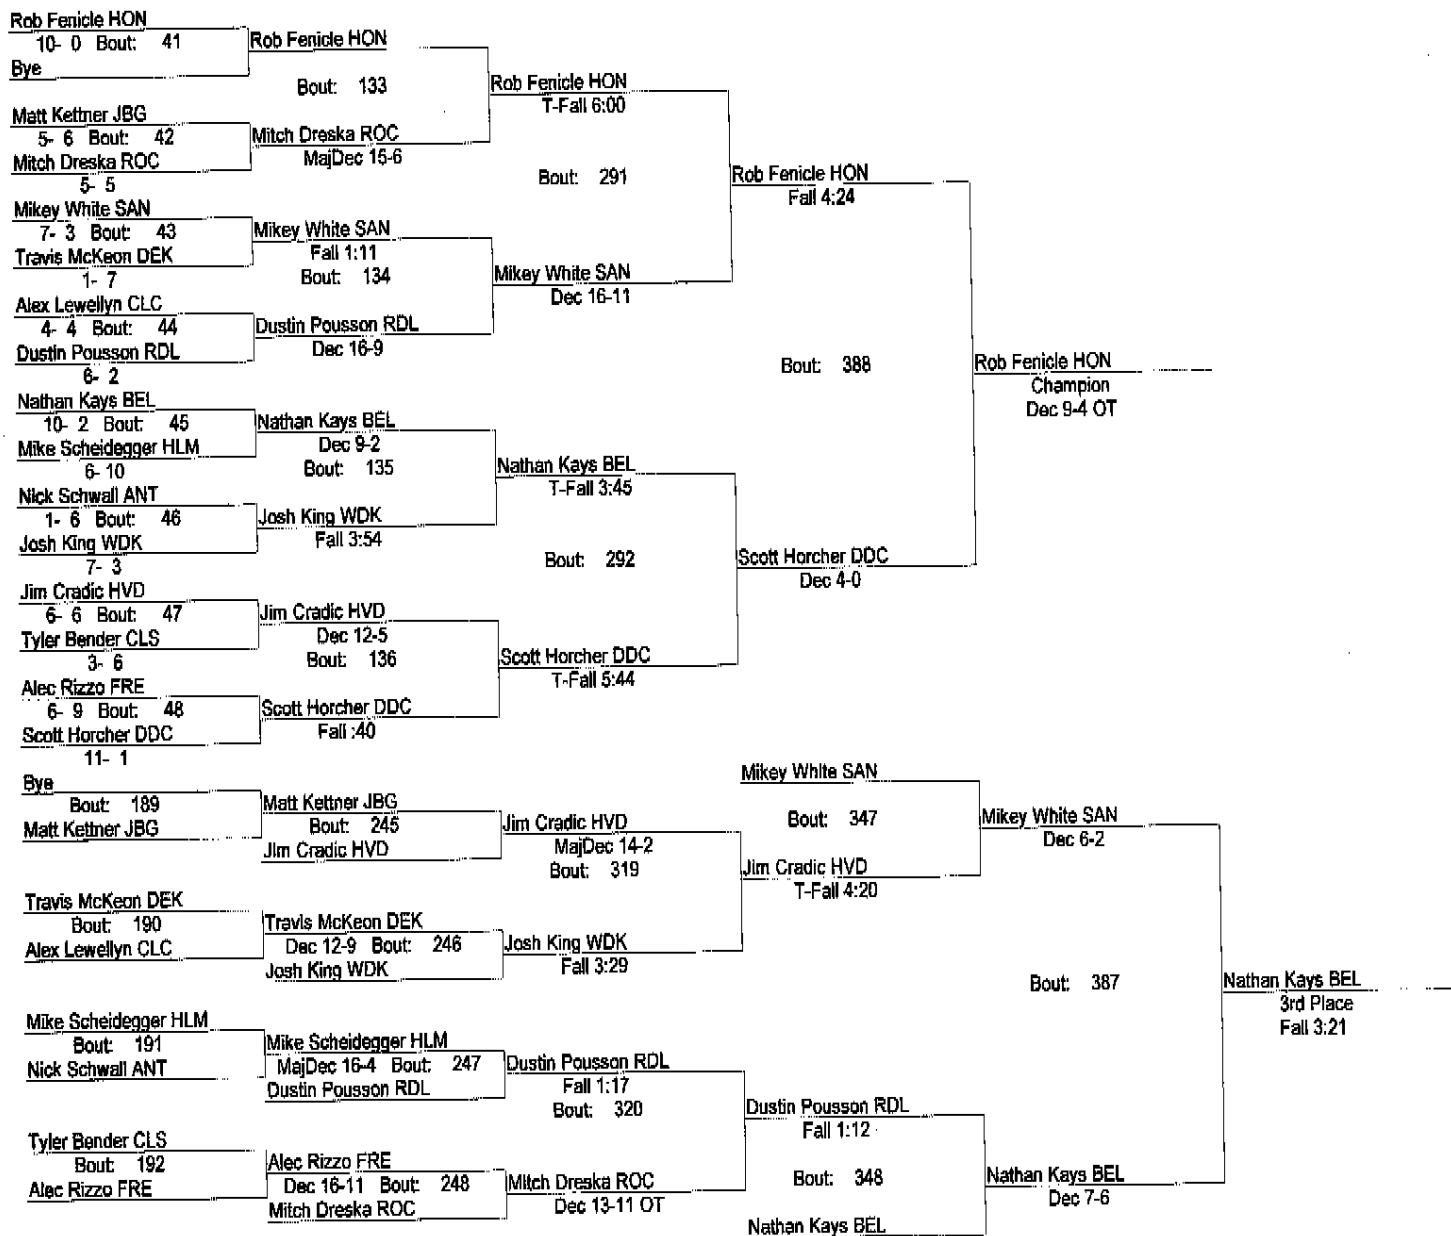 Rob Fenicle HON
10- 0 Bout: 41
Bye
Rob Fenicle HON
Bout: 133
Matt Kettner JBG
5- 6 Bout: 42
Mitch Dreska ROC
5- 5
Mitch Dreska ROC
MajDec 15-6
Rob Fenicle HON
T-Fall 6:00
Bout: 291
Mikey White SAN
7- 3 Bout: 43
Travis McKeon DEK
1- 7
Mikey White SAN
Fall 1:11
Bout: 134
Alex Lewellyn CLC
4- 4 Bout: 44
Dustin Pousson RDL
6- 2
Dustin Pousson RDL
Dec 16-9
Mikey White SAN
Dec 16-11
Rob Fenicle HON
Fall 4:24
Bout: 388
Rob Fenicle HON
Champion
Dec 9-4 OT
Nathan Kays BEL
10- 2 Bout: 45
Mike Scheidegger HLM
6- 10
Nathan Kays BEL
Dec 9-2
Bout: 135
Nick Schwall ANT
1- 6 Bout: 46
Josh King WDK
7- 3
Josh King WDK
Fall 3:54
Nathan Kays BEL
T-Fall 3:45
Bout: 292
Jim Cradic HVD
6- 6 Bout: 47
Tyler Bender CLS
3- 6
Jim Cradic HVD
Dec 12-5
Bout: 136
Alec Rizzo FRE
6- 9 Bout: 48
Scott Horcher DDC
11- 1
Scott Horcher DDC
Fall :40
Scott Horcher DDC
T-Fall 5:44
Scott Horcher DDC
Dec 4-0
Bye
Bout: 189
Matt Kettner JBG
Matt Kettner JBG
Bout: 245
Jim Cradic HVD
Jim Cradic HVD
MajDec 14-2
Bout: 319
Travis McKeon DEK
Bout: 190
Alex Lewellyn CLC
Travis McKeon DEK
Dec 12-9 Bout: 246
Josh King WDK
Josh King WDK
Fall 3:29
Mikey White SAN
Bout: 347
Jim Cradic HVD
T-Fall 4:20
Mikey White SAN
Dec 6-2
Bout: 387
Nathan Kays BEL
3rd Place
Fall 3:21
Mike Scheidegger HLM
Bout: 191
Nick Schwall ANT
Mike Scheidegger HLM
MajDec 16-4 Bout: 247
Dustin Pousson RDL
Dustin Pousson RDL
Fall 1:17
Bout: 320
Tyler Bender CLS
Bout: 192
Alec Rizzo FRE
Alec Rizzo FRE
Dec 16-11 Bout: 248
Mitch Dreska ROC
Mitch Dreska ROC
Dec 13-11 OT
Dustin Pousson RDL
Fall 1:12
Bout: 348
Nathan Kays BEL
Nathan Kays BEL
Dec 7-6